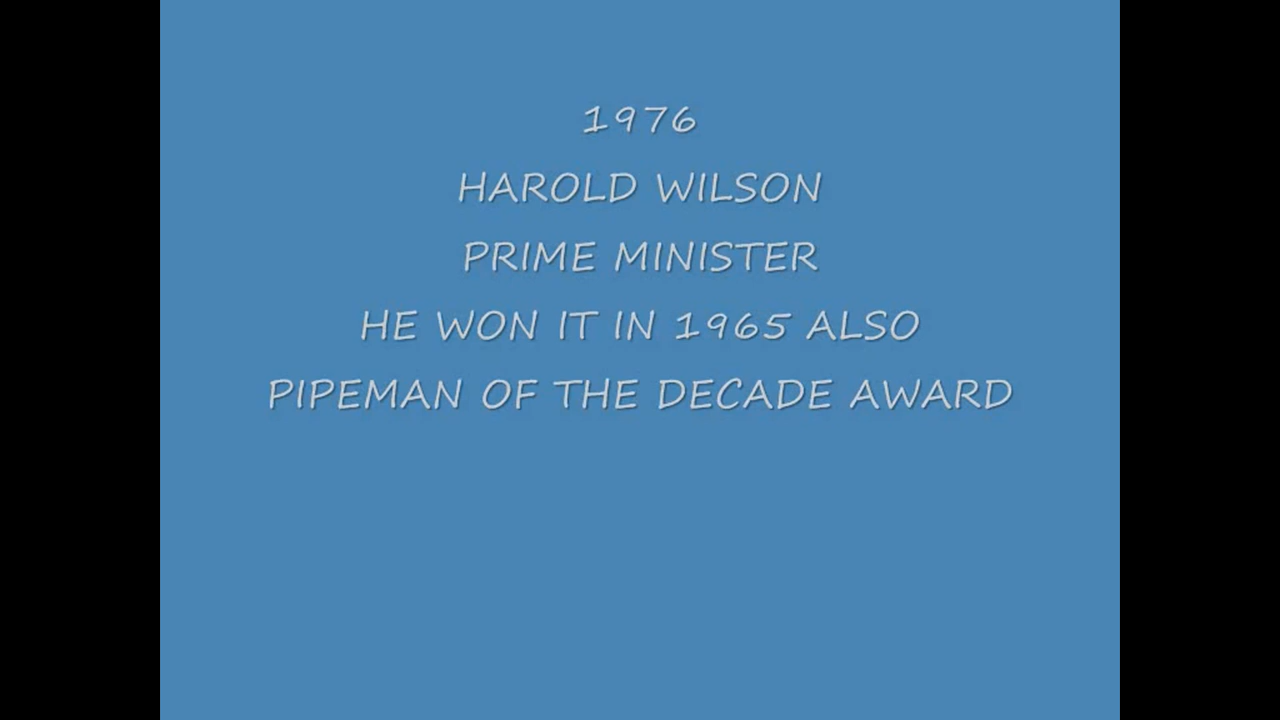 1976
HAROLD WILSON
PRIME MINISTER
HE WON IT IN 1965 ALSO
PIPEMAN OF THE DECADE AWARD